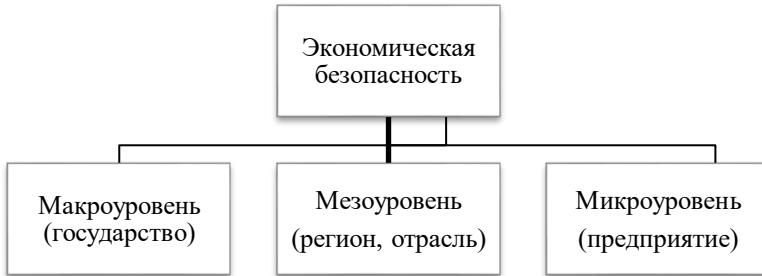 Экономическая
безопасность
Макроуровень
(государство)
Мезоуровень
(регион, отрасль)
Микроуровень
(предприятие)